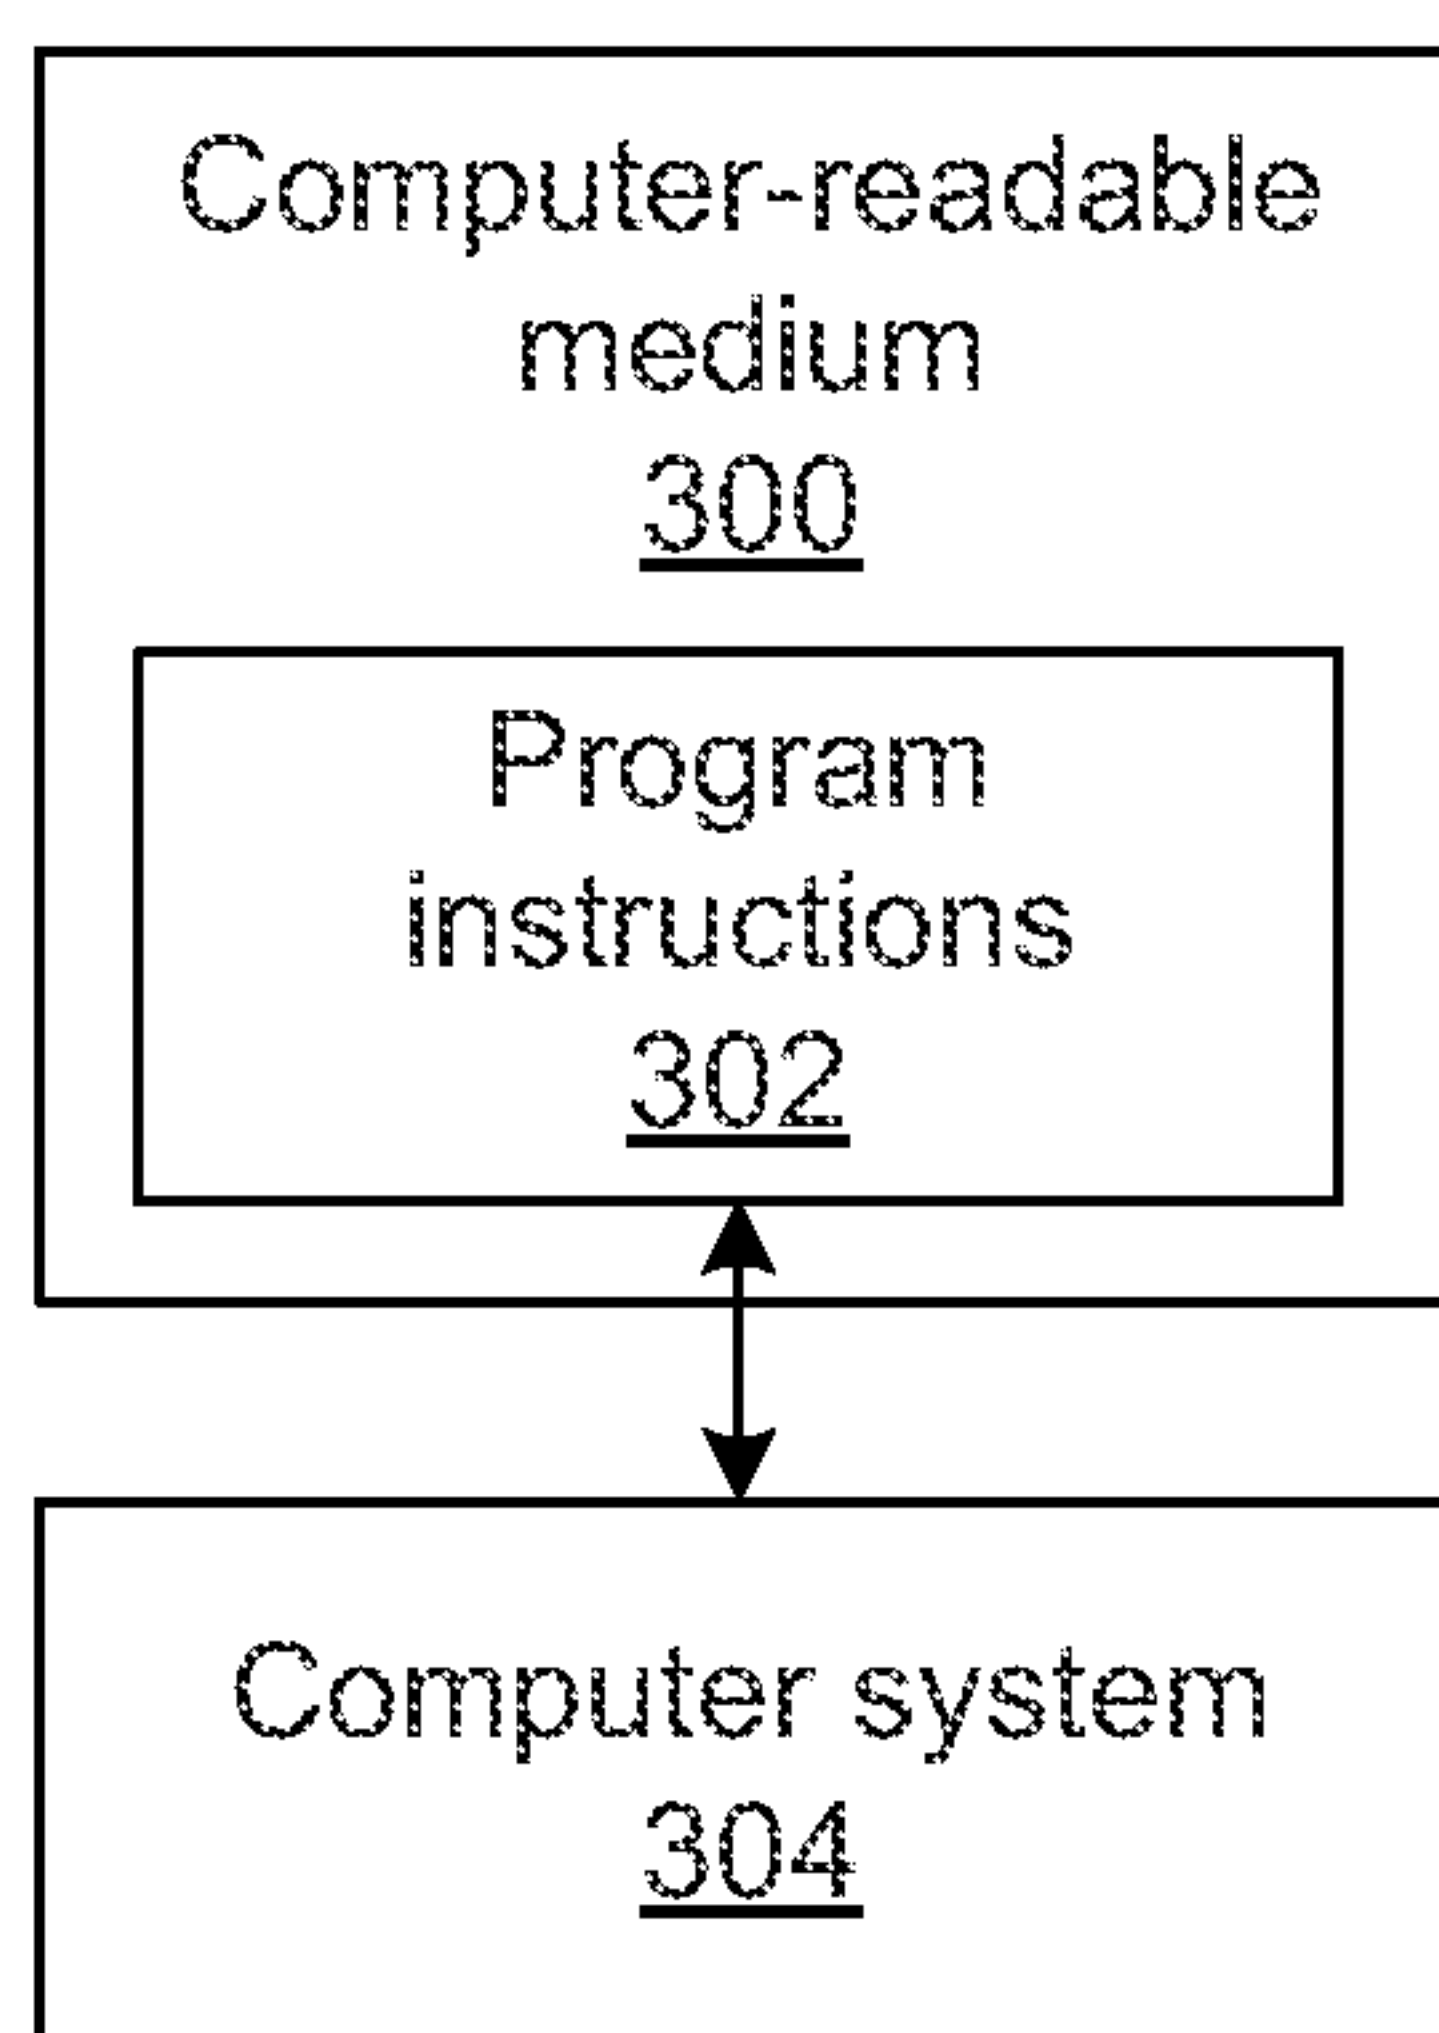 Computer-readable
medium
300
Program
instructions
302
Computer system
304